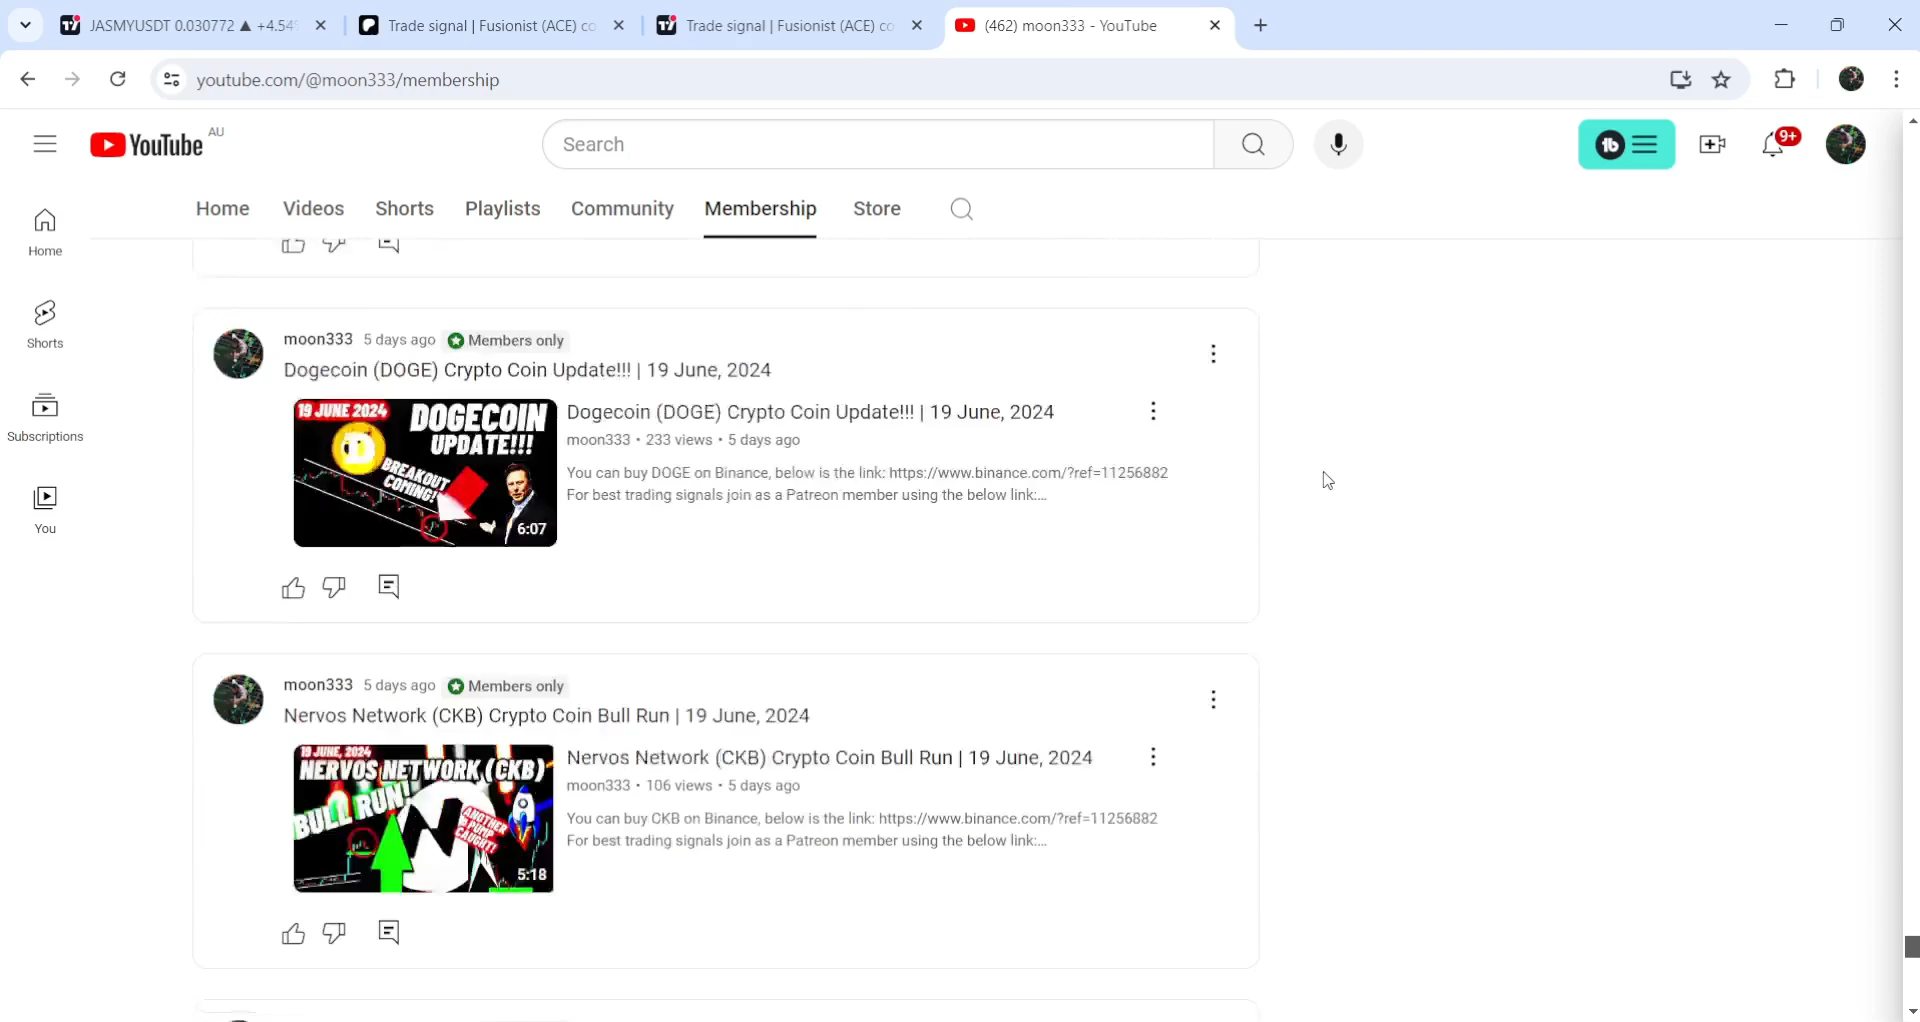 JASMYUSDT 0.030772 ▲ +4.54%
Trade signal | Fusionist (ACE) co
Trade signal | Fusionist (ACE) co
(462) moon333 - YouTube
youtube.com/@moon333/membership
YouTube AU
Search
9+
Home
Videos
Shorts
Playlists
Community
Membership
Store
Home
Shorts
Subscriptions
You
moon333 5 days ago Members only
Dogecoin (DOGE) Crypto Coin Update!!! | 19 June, 2024
19 JUNE 2024
DOGECOIN
UPDATE!!!
BREAKOUT
COMING!
6:07
Dogecoin (DOGE) Crypto Coin Update!!! | 19 June, 2024
moon333 • 233 views • 5 days ago
You can buy DOGE on Binance, below is the link: https://www.binance.com/?ref=11256882
For best trading signals join as a Patreon member using the below link:...
moon333 5 days ago Members only
Nervos Network (CKB) Crypto Coin Bull Run | 19 June, 2024
19 JUNE, 2024
NERVOS NETWORK (CKB)
BULL RUN!
ANOTHER
PUMP
CAUGHT!
5:18
Nervos Network (CKB) Crypto Coin Bull Run | 19 June, 2024
moon333 • 106 views • 5 days ago
You can buy CKB on Binance, below is the link: https://www.binance.com/?ref=11256882
For best trading signals join as a Patreon member using the below link:...